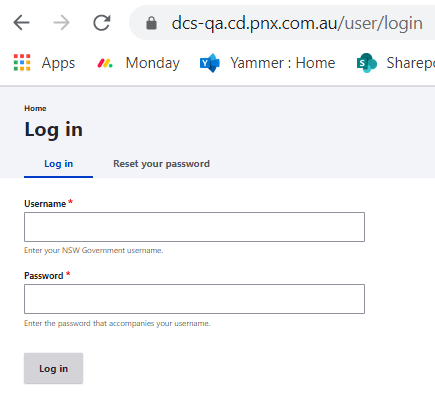 dcs-qa.cd.pnx.com.au/user/login
Apps Monday Yammer : Home Sharepo
Home
Log in
Log in Reset your password
Username *
Enter your NSW Government username.
Password *
Enter the password that accompanies your username.
Log in